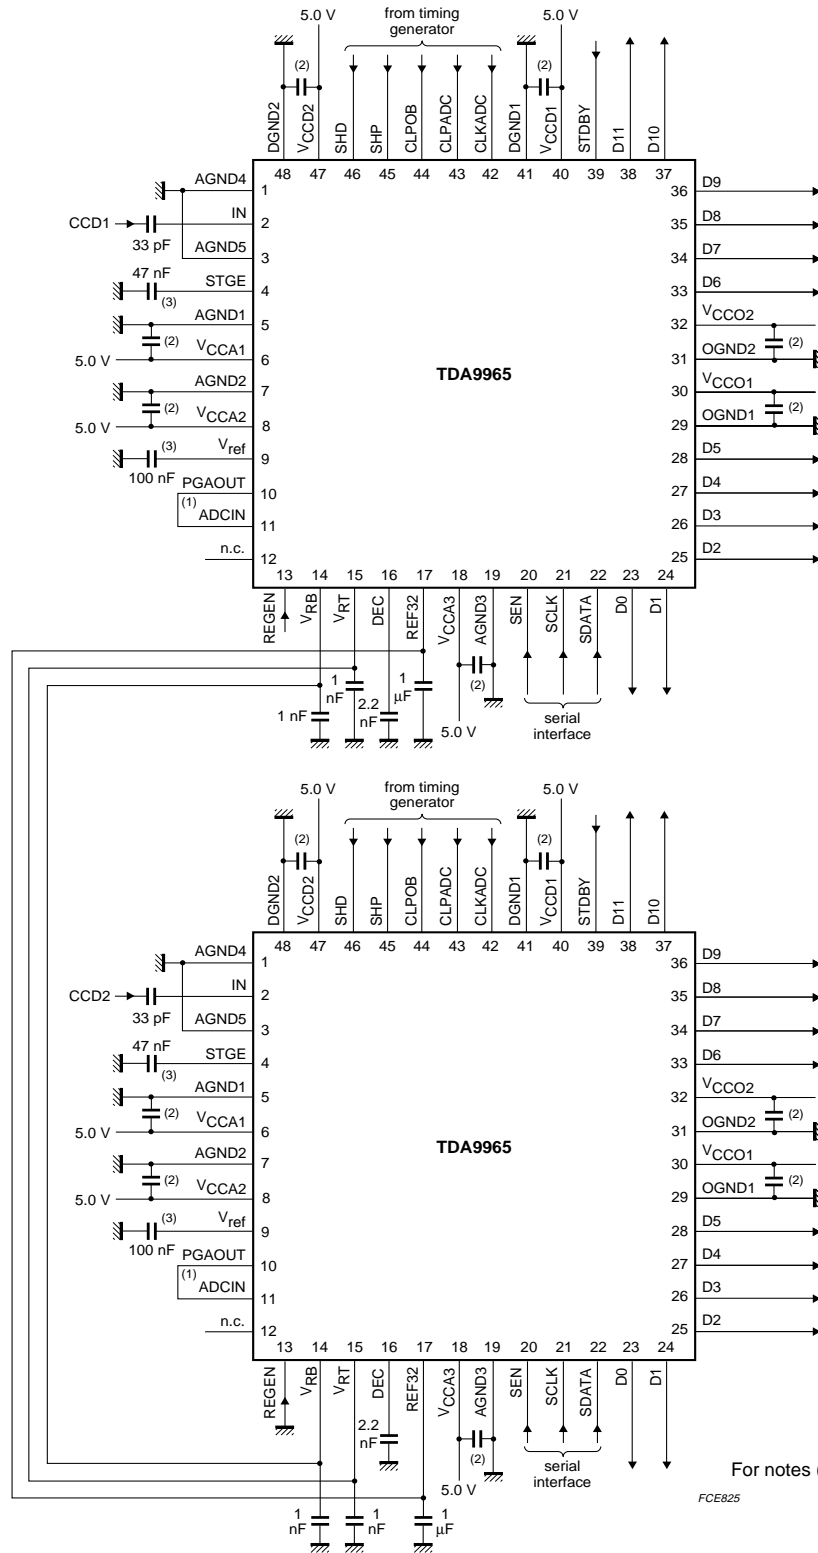 5.0 V
from timing
generator
5.0 V
(2)
(2)
DGND2
VCCD2
SHD
SHP
CLPOB
CLPADC
CLKADC
DGND1
VCCD1
STDBY
D11
D10
48 47 46 45 44 43 42 41 40 39 38 37
AGND4 1
CCD1 IN 2
33 pF
AGND5 3
47 nF STGE 4
(3)
AGND1 5
(2)
5.0 V VCCA1 6
AGND2 7
(2)
5.0 V VCCA2 8
(3) Vref 9
100 nF
PGAOUT 10
(1)
ADCIN 11
n.c. 12
TDA9965
36 D9
35 D8
34 D7
33 D6
32 VCCO2
(2)
31 OGND2
30 VCCO1
(2)
29 OGND1
28 D5
27 D4
26 D3
25 D2
13 14 15 16 17 18 19 20 21 22 23 24
REGEN
VRB
VRT
DEC
REF32
VCCA3
AGND3
SEN
SCLK
SDATA
D0
D1
1 nF
1
nF
2.2
nF
1
μF
(2)
5.0 V
serial
interface
5.0 V
from timing
generator
5.0 V
(2)
(2)
DGND2
VCCD2
SHD
SHP
CLPOB
CLPADC
CLKADC
DGND1
VCCD1
STDBY
D11
D10
48 47 46 45 44 43 42 41 40 39 38 37
AGND4 1
CCD2 IN 2
33 pF
AGND5 3
47 nF STGE 4
(3)
AGND1 5
(2)
5.0 V VCCA1 6
AGND2 7
(2)
5.0 V VCCA2 8
(3) Vref 9
100 nF
PGAOUT 10
(1)
ADCIN 11
n.c. 12
TDA9965
36 D9
35 D8
34 D7
33 D6
32 VCCO2
(2)
31 OGND2
30 VCCO1
(2)
29 OGND1
28 D5
27 D4
26 D3
25 D2
13 14 15 16 17 18 19 20 21 22 23 24
REGEN
VRB
VRT
DEC
REF32
VCCA3
AGND3
SEN
SCLK
SDATA
D0
D1
2.2
nF
(2)
5.0 V
serial
interface
1
nF
1
nF
1
μF
For notes (
FCE825